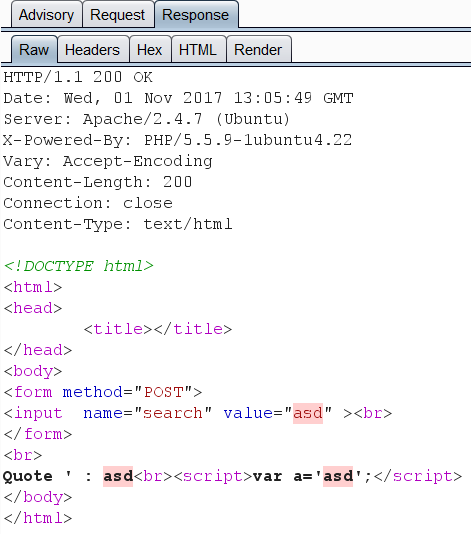 Advisory Request Response
Raw Headers Hex HTML Render
HTTP/1.1 200 OK
Date: Wed, 01 Nov 2017 13:05:49 GMT
Server: Apache/2.4.7 (Ubuntu)
X-Powered-By: PHP/5.5.9-1ubuntu4.22
Vary: Accept-Encoding
Content-Length: 200
Connection: close
Content-Type: text/html

<!DOCTYPE html>
<html>
<head>
        <title></title>
</head>
<body>
<form method="POST">
<input  name="search" value="asd" ><br>
</form>
<br>
Quote ' : asd<br><script>var a='asd';</script>
</body>
</html>